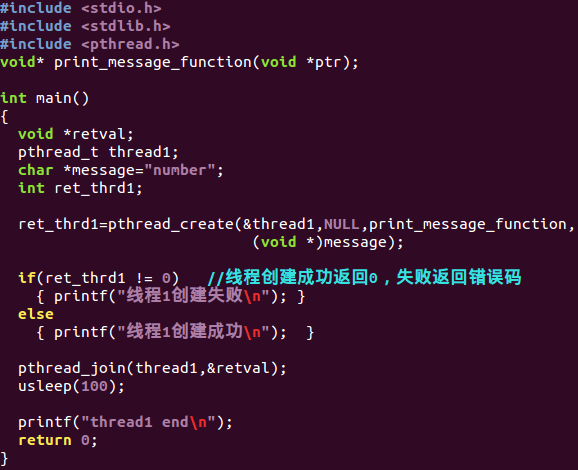 #include <stdio.h>
#include <stdlib.h>
#include <pthread.h>
void* print_message_function(void *ptr);
int main()
{
void *retval;
pthread_t thread1;
char *message="number";
int ret_thrd1;
ret_thrd1=pthread_create(&thread1,NULL,print_message_function,
(void *)message);
if(ret_thrd1 != 0) //线程创建成功返回0，失败返回错误码
{ printf("线程1创建失败\n"); }
else
{ printf("线程1创建成功\n"); }
pthread_join(thread1,&retval);
usleep(100);
printf("thread1 end\n");
return 0;
}